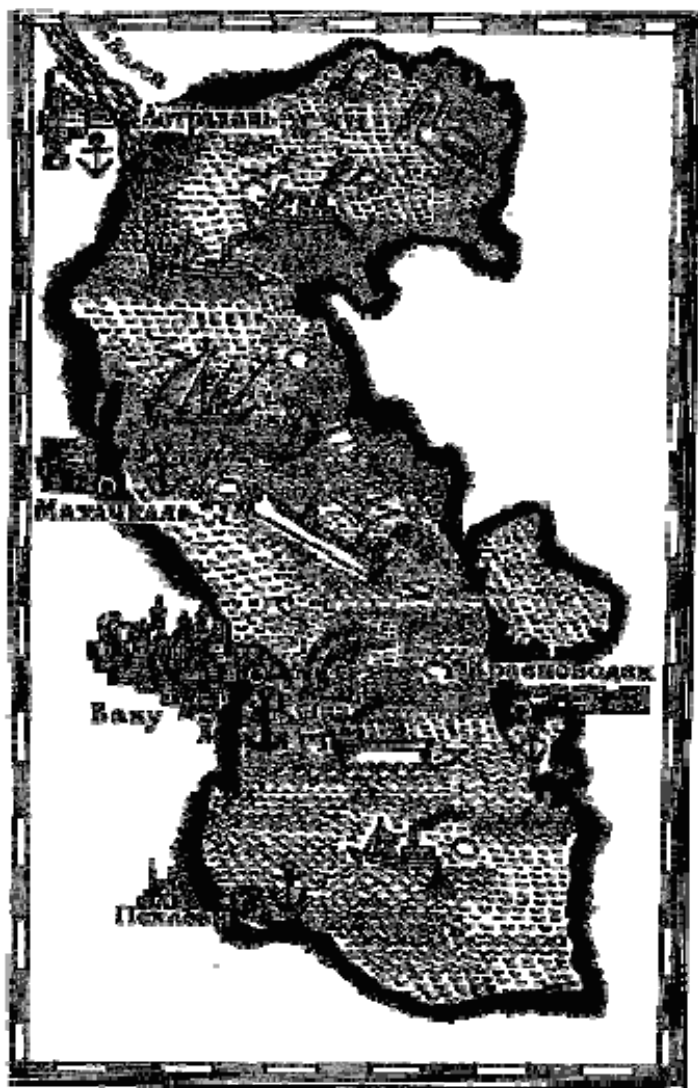 Волга
Астрахань
Махачкала
Красноводск
Баку
Пехлеви